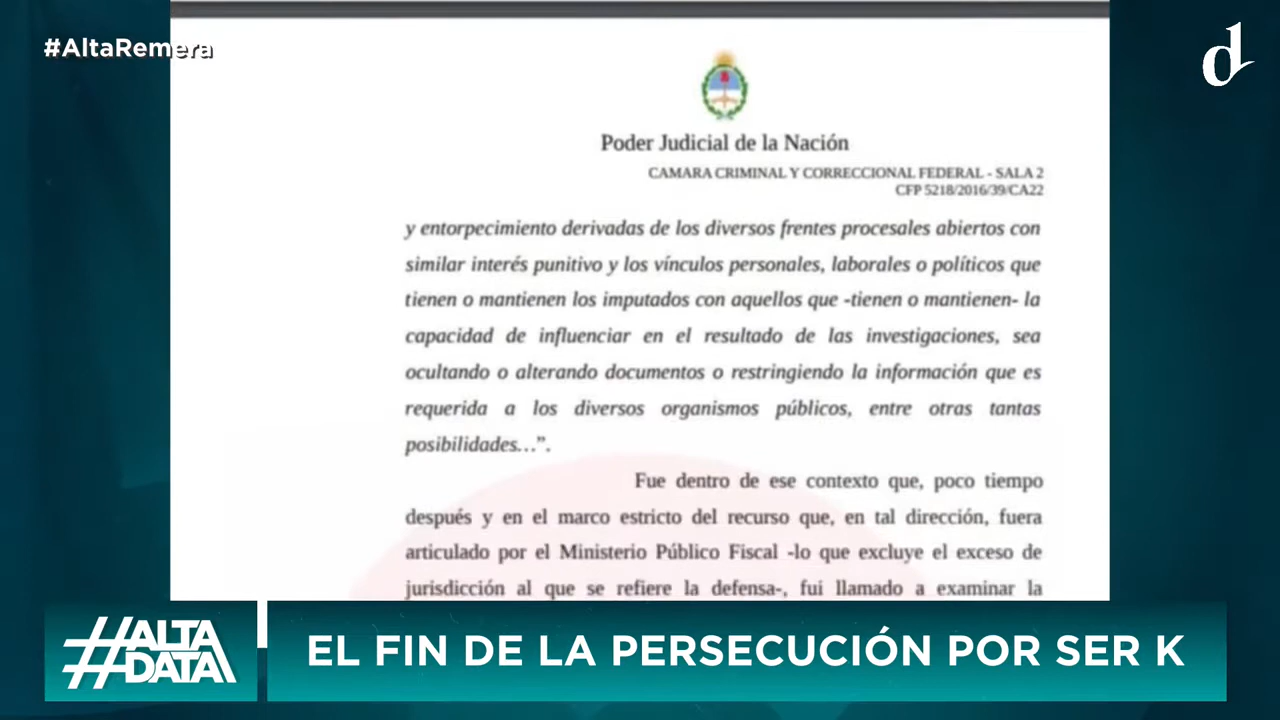 #AltaRemera
Poder Judicial de la Nación
CAMARA CRIMINAL Y CORRECCIONAL FEDERAL - SALA 2
CFP 5218/2016/39/CA22
y entorpecimiento derivadas de los diversos frentes procesales abiertos con
similar interés punitivo y los vínculos personales, laborales o políticos que
tienen o mantienen los imputados con aquellos que -tienen o mantienen- la
capacidad de influenciar en el resultado de las investigaciones, sea
ocultando o alterando documentos o restringiendo la información que es
requerida a los diversos organismos públicos, entre otras tantas
posibilidades…”.
Fue dentro de ese contexto que, poco tiempo
después y en el marco estricto del recurso que, en tal dirección, fuera
articulado por el Ministerio Público Fiscal -lo que excluye el exceso de
jurisdicción al que se refiere la defensa-, fui llamado a examinar la
#ALTA
DATA
EL FIN DE LA PERSECUCIÓN POR SER K